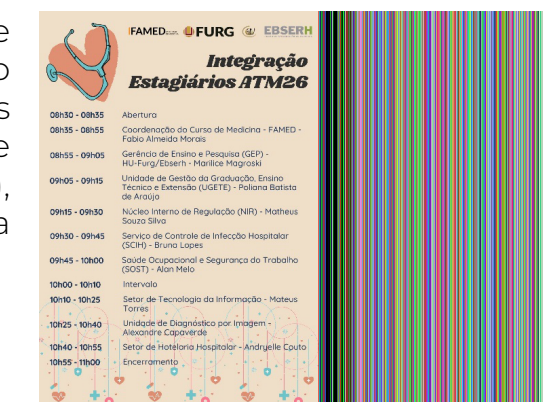 e
o
s
e
,
a
FAMED
FURG
EBSERH
Integração
Estagiários ATM26
08h30 - 08h35 Abertura
08h35 - 08h55 Coordenação do Curso de Medicina - FAMED -
Fabio Almeida Morais
08h55 - 09h05 Gerência de Ensino e Pesquisa (GEP) -
HU-Furg/Ebserh - Marilice Magroski
09h05 - 09h15 Unidade de Gestão da Graduação, Ensino
Técnico e Extensão (UGETE) - Poliana Batista
de Araújo
09h15 - 09h30 Núcleo Interno de Regulação (NIR) - Matheus
Souza Silva
09h30 - 09h45 Serviço de Controle de Infecção Hospitalar
(SCIH) - Bruna Lopes
09h45 - 10h00 Saúde Ocupacional e Segurança do Trabalho
(SOST) - Alan Melo
10h00 - 10h10 Intervalo
10h10 - 10h25 Setor de Tecnologia da Informação - Mateus
Torres
10h25 - 10h40 Unidade de Diagnóstico por Imagem -
Alexandre Capaverde
10h40 - 10h55 Setor de Hotelaria Hospitalar - Andryelle Couto
10h55 - 11h00 Encerramento